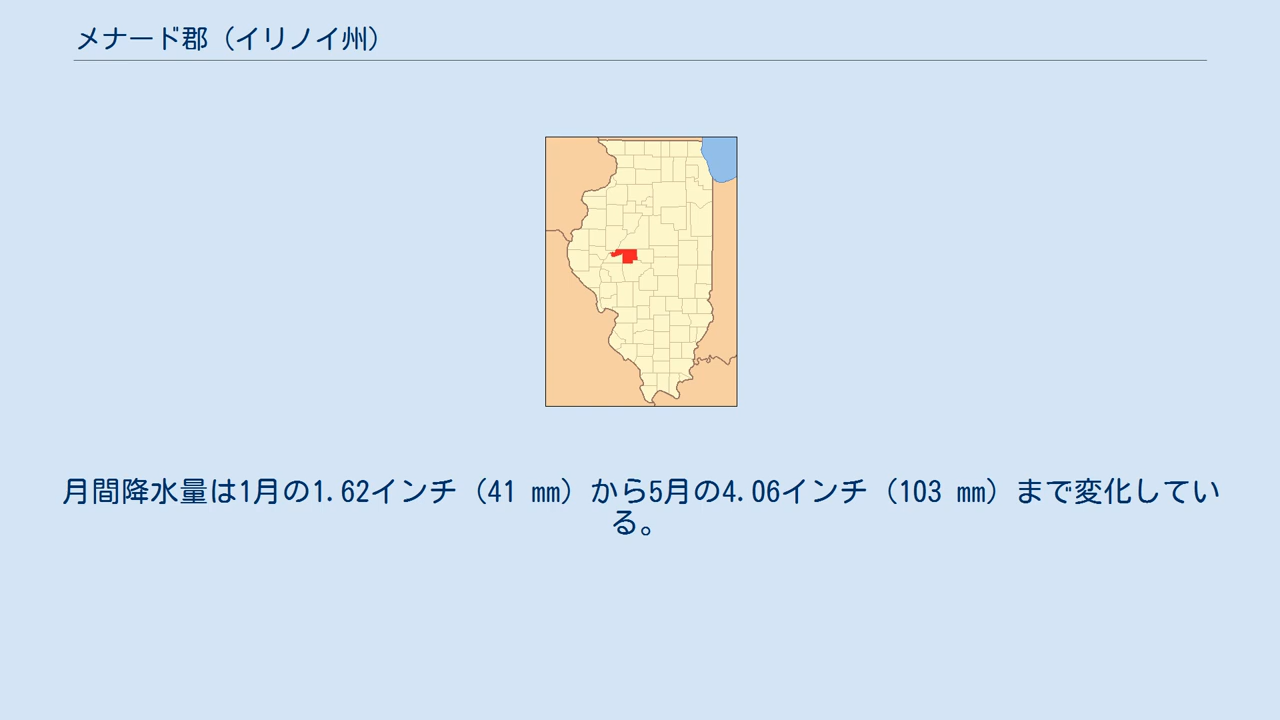 メナード郡（イリノイ州）
月間降水量は1月の1.62インチ（41 mm）から5月の4.06インチ（103 mm）まで変化してい
る。